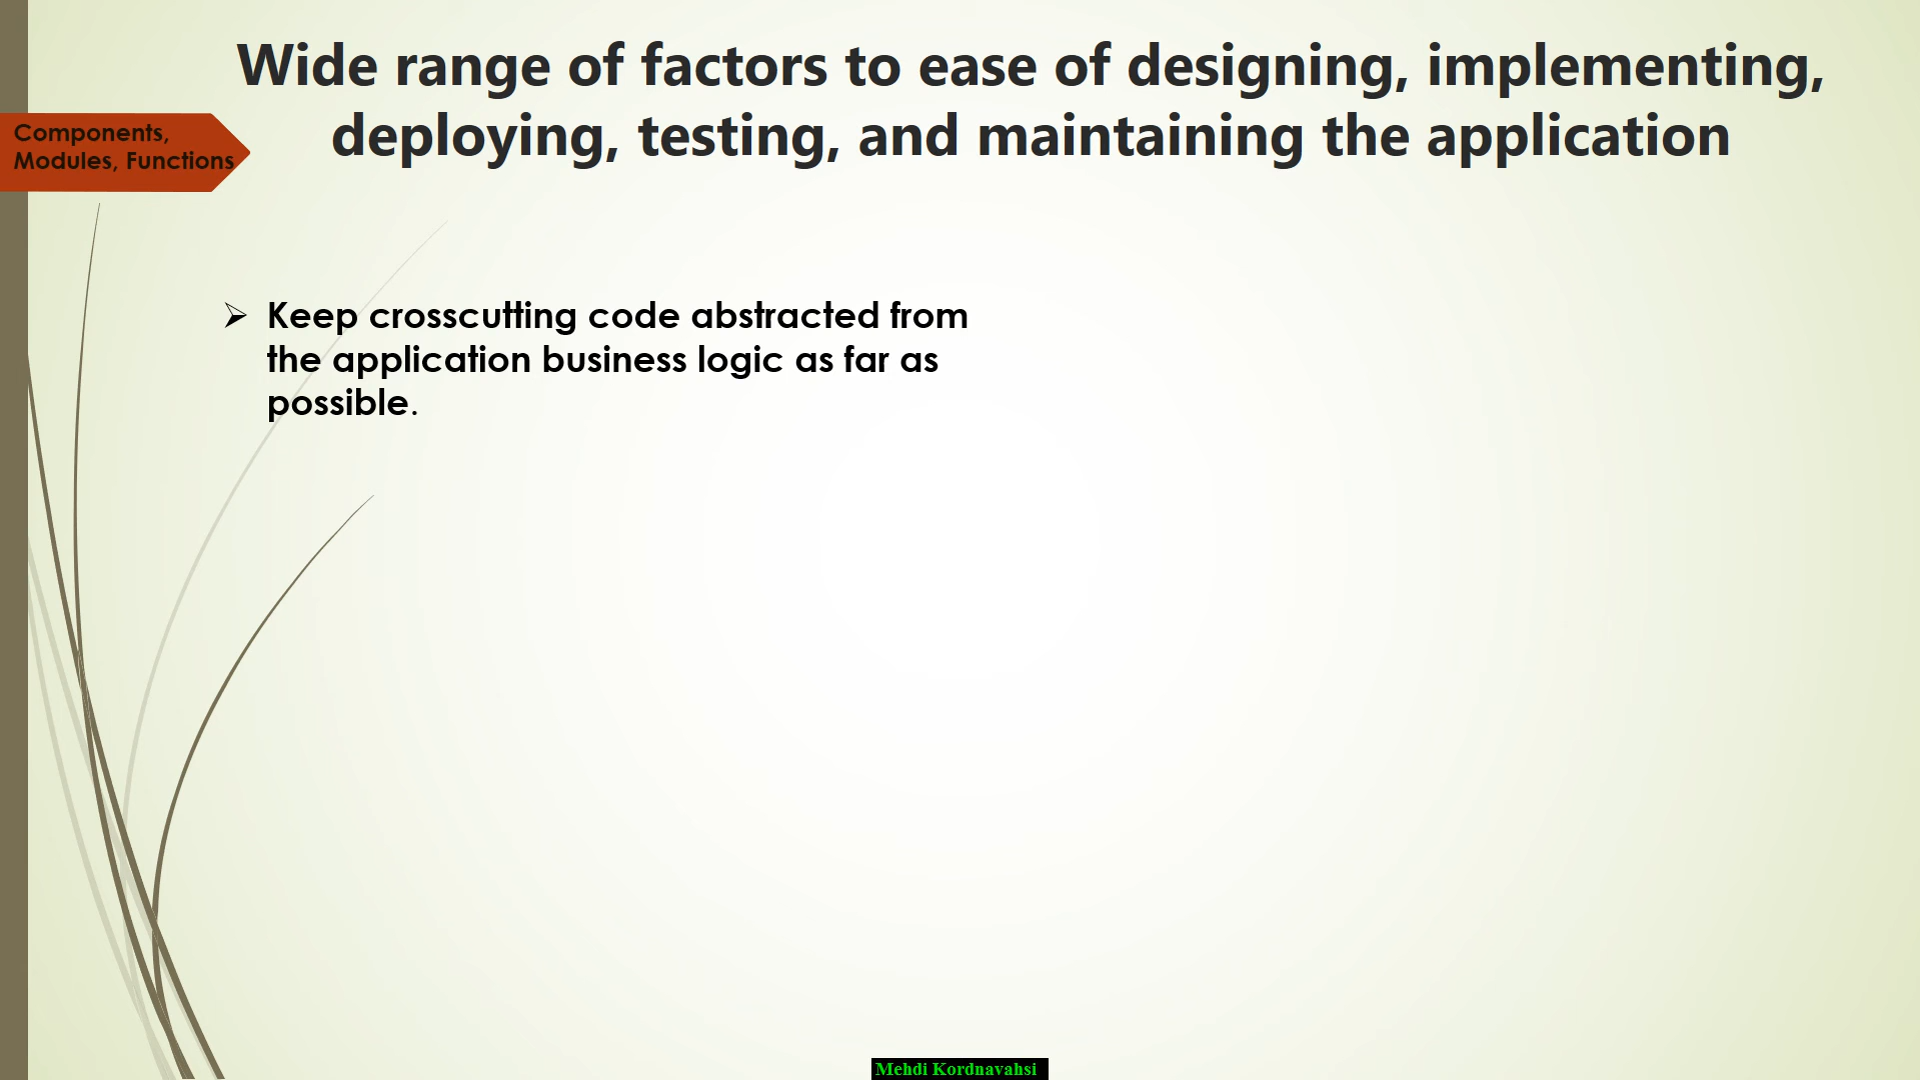 Wide range of factors to ease of designing, implementing,
deploying, testing, and maintaining the application
Components,
Modules, Functions
➢ Keep crosscutting code abstracted from
the application business logic as far as
possible.
Mehdi Kordnavahsi